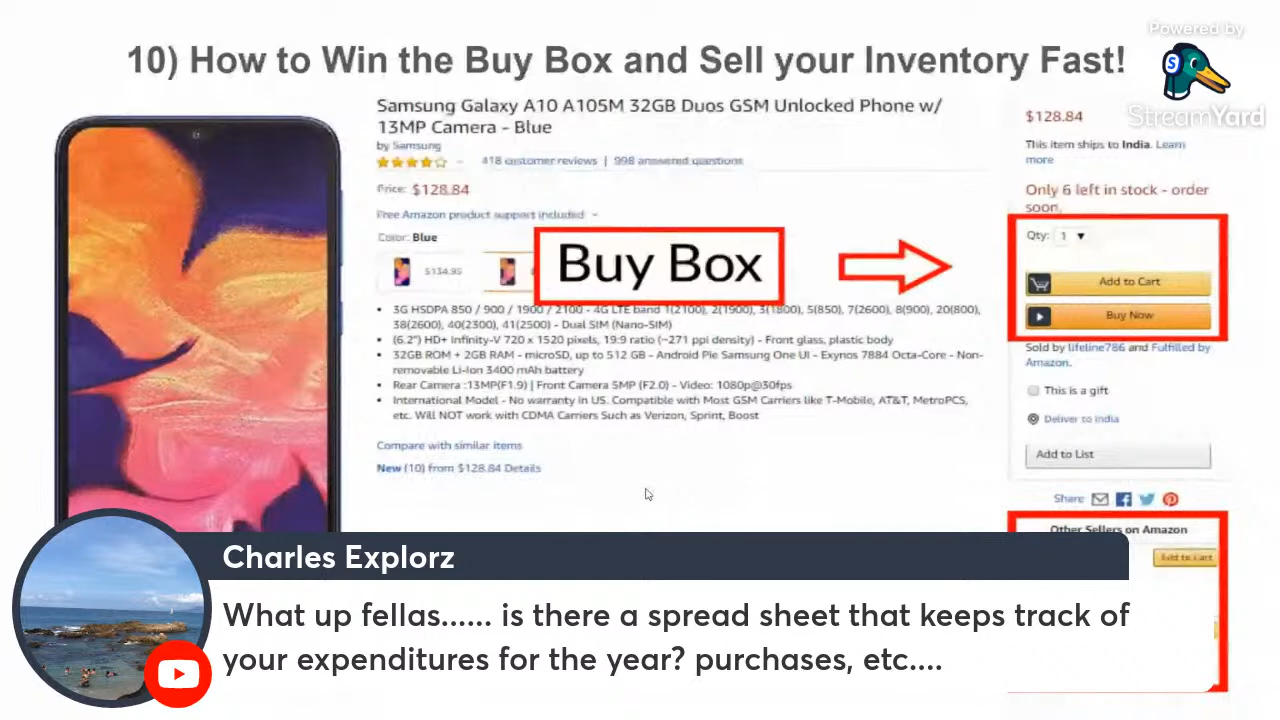 Powered by
StreamYard
10) How to Win the Buy Box and Sell your Inventory Fast!
Samsung Galaxy A10 A105M 32GB Duos GSM Unlocked Phone w/
13MP Camera - Blue
by Samsung
418 customer reviews | 998 answered questions
Price: $128.84
Free Amazon product support included
Color: Blue
$134.95
Buy Box
• 3G HSDPA 850 / 900 / 1900 / 2100 - 4G LTE band 1(2100), 2(1900), 3(1800), 5(850), 7(2600), 8(900), 20(800),
38(2600), 40(2300), 41(2500) - Dual SIM (Nano-SIM)
• (6.2") HD+ Infinity-V 720 x 1520 pixels, 19:9 ratio (~271 ppi density) - Front glass, plastic body
• 32GB ROM + 2GB RAM - microSD, up to 512 GB - Android Pie Samsung One UI - Exynos 7884 Octa-Core - Non-
removable Li-Ion 3400 mAh battery
• Rear Camera :13MP(F1.9) | Front Camera 5MP (F2.0) - Video: 1080p@30fps
• International Model - No warranty in US. Compatible with Most GSM Carriers like T-Mobile, AT&T, MetroPCS,
etc. Will NOT work with CDMA Carriers Such as Verizon, Sprint, Boost
Compare with similar items
New (10) from $128.84 Details
$128.84
This item ships to India. Learn
more
Only 6 left in stock - order
soon.
Qty: 1
Add to Cart
Buy Now
Sold by lifeline786 and Fulfilled by
Amazon.
This is a gift
Deliver to India
Add to List
Share
Other Sellers on Amazon
Add to Cart
Charles Explorz
What up fellas...... is there a spread sheet that keeps track of
your expenditures for the year? purchases, etc....